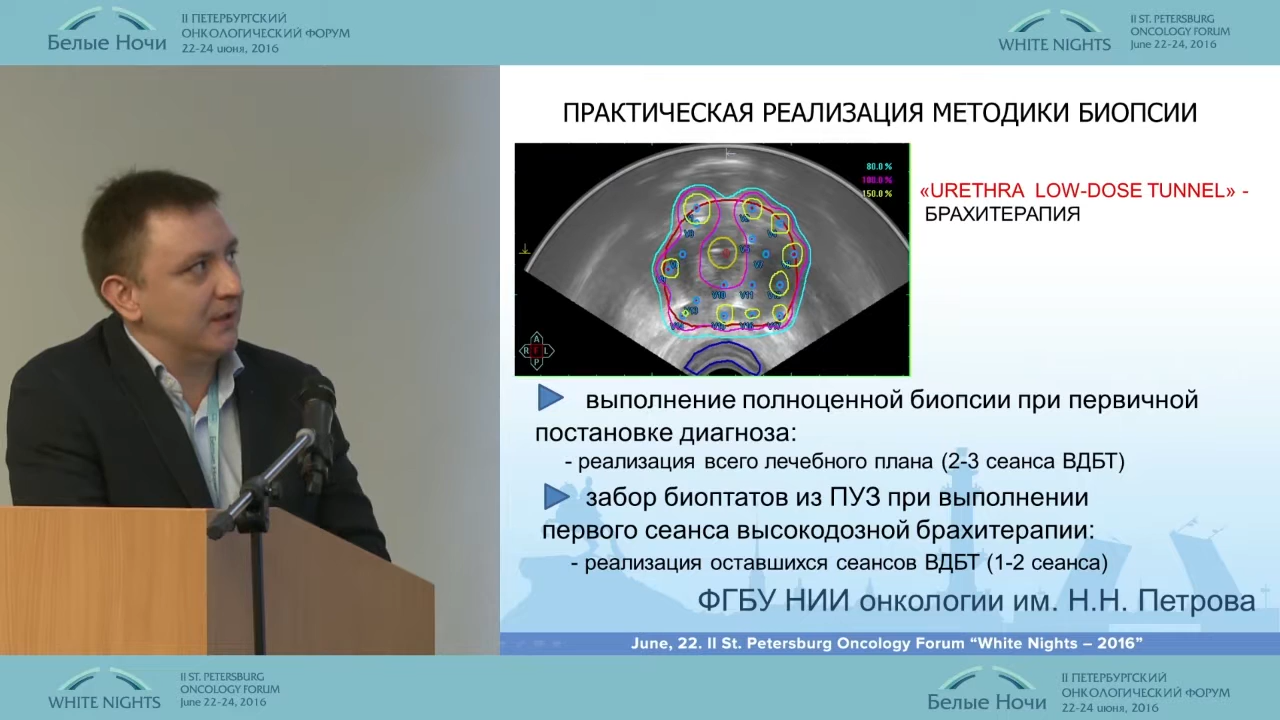 Белые Ночи
II ПЕТЕРБУРГСКИЙ
ОНКОЛОГИЧЕСКИЙ ФОРУМ
22-24 июня, 2016
WHITE NIGHTS
II ST. PETERSBURG
ONCOLOGY FORUM
June 22-24, 2016
ПРАКТИЧЕСКАЯ РЕАЛИЗАЦИЯ МЕТОДИКИ БИОПСИИ
80.0 %
100.0 %
150.0 %
«URETHRA LOW-DOSE TUNNEL» -
БРАХИТЕРАПИЯ
V10 V11
A
R F L
P
выполнение полноценной биопсии при первичной
постановке диагноза:
- реализация всего лечебного плана (2-3 сеанса ВДБТ)
забор биоптатов из ПУЗ при выполнении
первого сеанса высокодозной брахитерапии:
- реализация оставшихся сеансов ВДБТ (1-2 сеанса)
ФГБУ НИИ онкологии им. Н.Н. Петрова
June, 22. II St. Petersburg Oncology Forum “White Nights – 2016”
WHITE NIGHTS
II ST. PETERSBURG
ONCOLOGY FORUM
June 22-24, 2016
Белые Ночи
II ПЕТЕРБУРГСКИЙ
ОНКОЛОГИЧЕСКИЙ ФОРУМ
22-24 июня, 2016